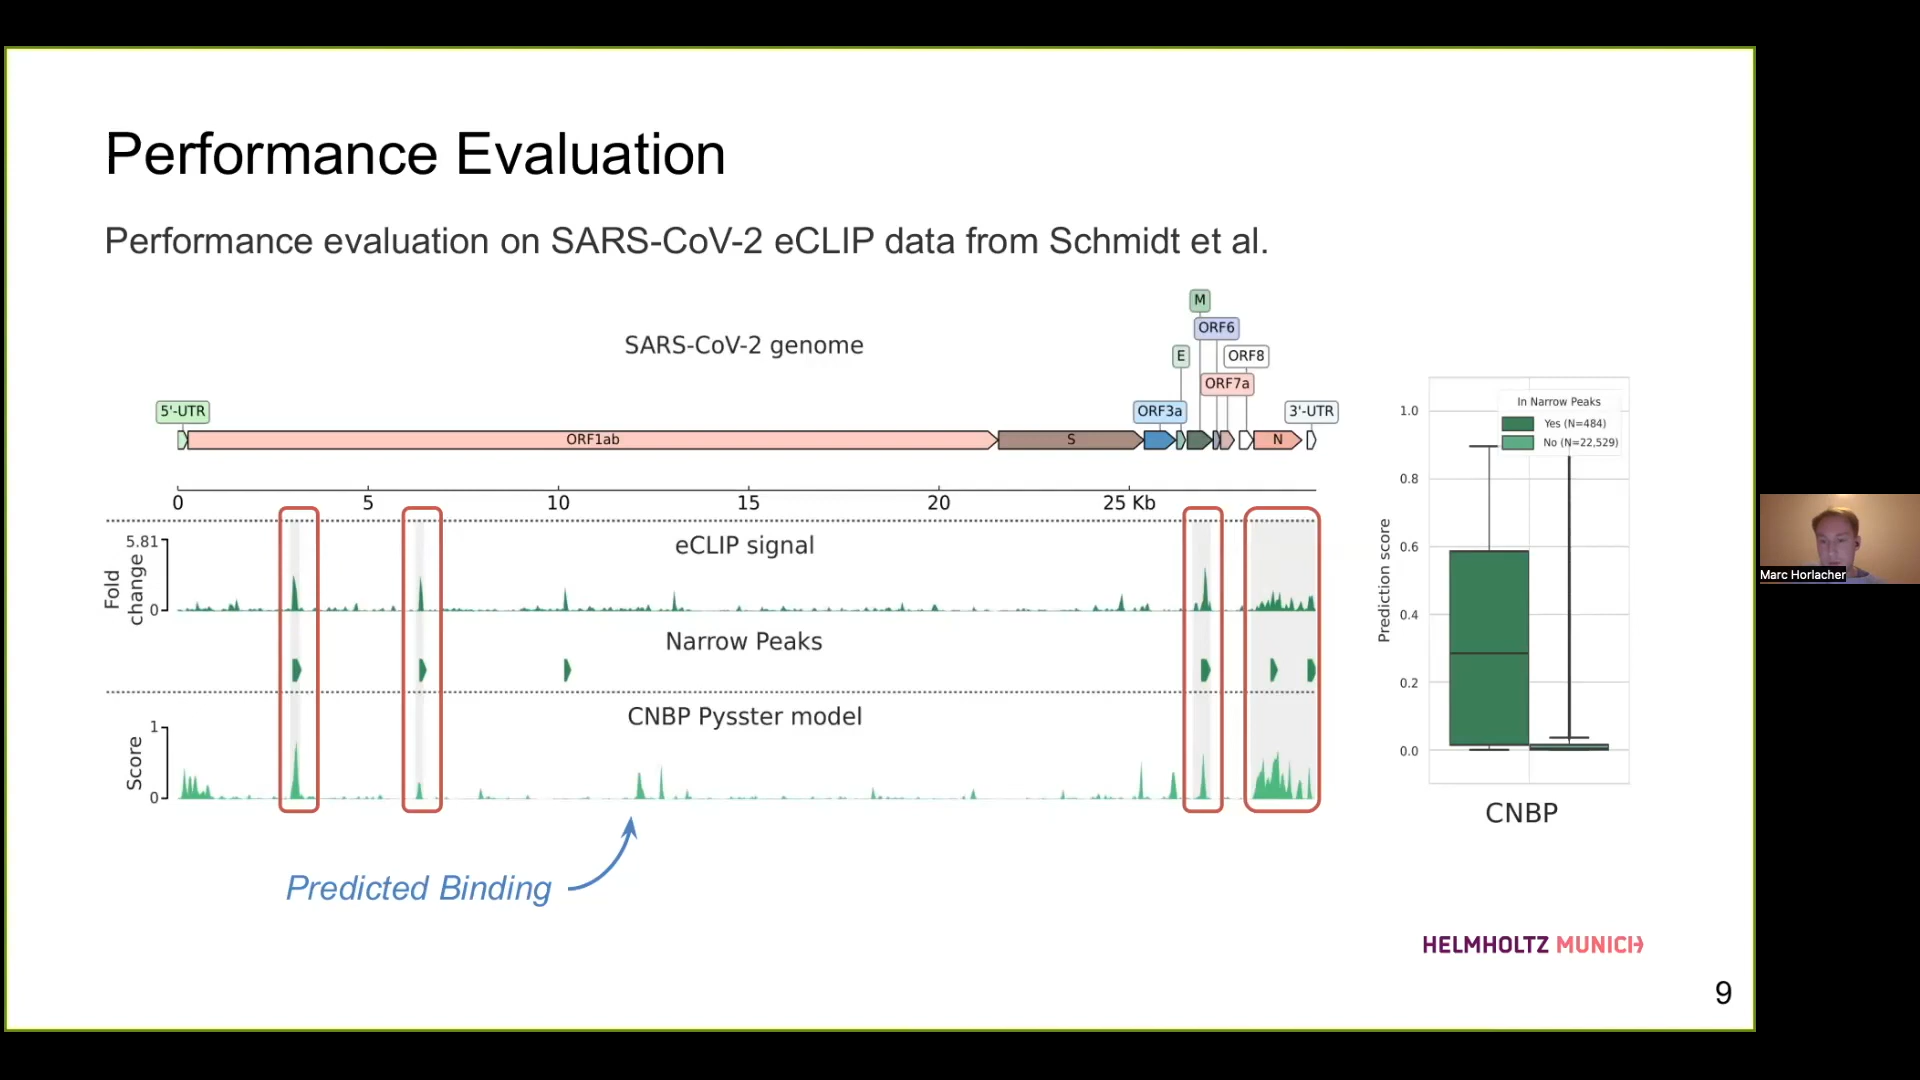 Performance Evaluation
Performance evaluation on SARS-CoV-2 eCLIP data from Schmidt et al.
SARS-CoV-2 genome
M
ORF6
E
ORF8
ORF7a
5'-UTR
ORF3a
3'-UTR
ORF1ab
S
N
0 5 10 15 20 25 Kb
eCLIP signal
Fold change
5.81
0
Narrow Peaks
CNBP Pysster model
Score
1
0
Predicted Binding
In Narrow Peaks
Yes (N=484)
No (N=22,529)
Prediction score
1.0
0.8
0.6
0.4
0.2
0.0
CNBP
Marc Horlacher
HELMHOLTZ MUNICH
9